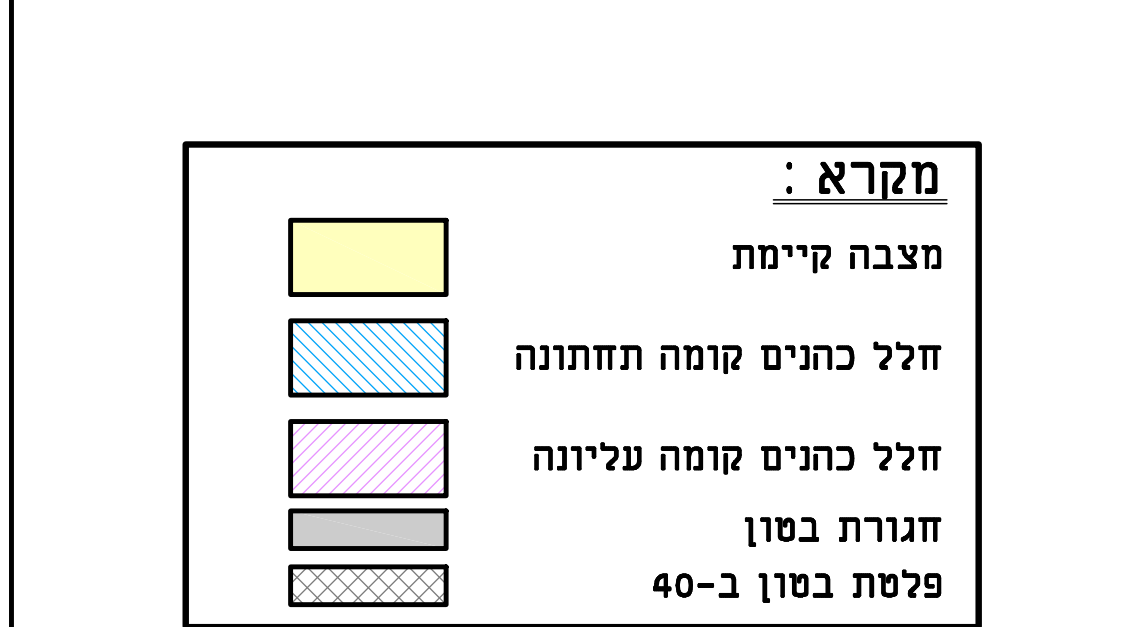 מקרא :
מצבה קיימת
חלל כהנים קומה תחתונה
חלל כהנים קומה עליונה
חגורת בטון
פלטת בטון ב-40